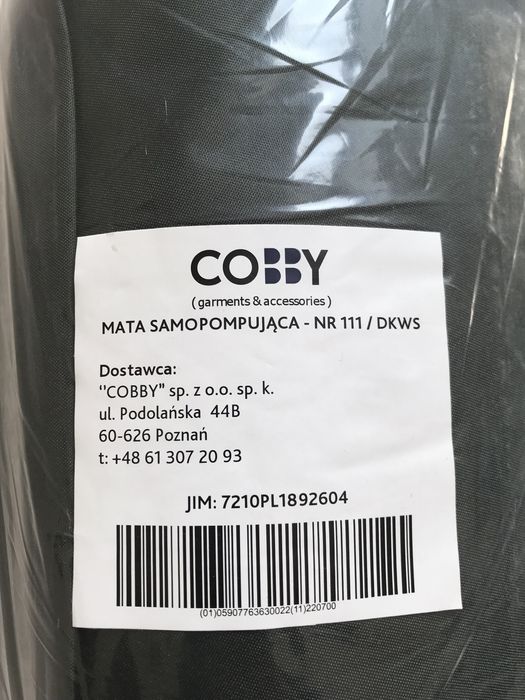 COBBY
( garments & accessories )
MATA SAMOPOMPUJĄCA - NR 111 / DKWS
Dostawca:
"COBBY" sp. z o.o. sp. k.
ul. Podolańska 44B
60-626 Poznań
t: +48 61 307 20 93
JIM: 7210PL1892604
(01)05907763630022(11)220700